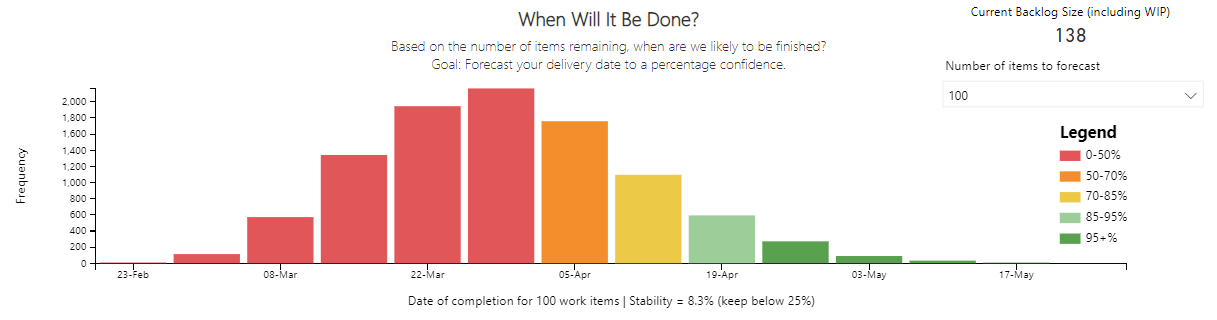 When Will It Be Done?
Based on the number of items remaining, when are we likely to be finished?
Goal: Forecast your delivery date to a percentage confidence.
Current Backlog Size (including WIP)
138
Number of items to forecast
100
Legend
0-50%
50-70%
70-85%
85-95%
95+%
Frequency
2,000
1,800
1,600
1,400
1,200
1,000
800
600
400
200
0
23-Feb 08-Mar 22-Mar 05-Apr 19-Apr 03-May 17-May
Date of completion for 100 work items | Stability = 8.3% (keep below 25%)